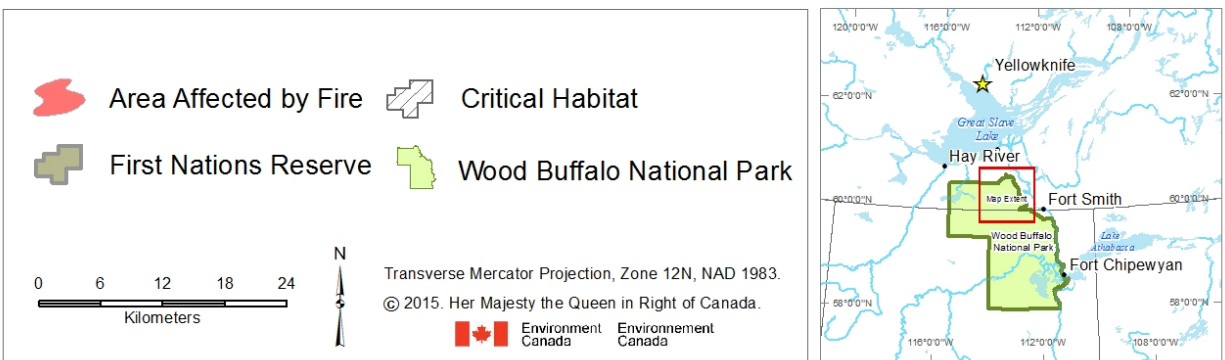 Area Affected by Fire
Critical Habitat
First Nations Reserve
Wood Buffalo National Park
N
0 6 12 18 24
Kilometers
Transverse Mercator Projection, Zone 12N, NAD 1983.
© 2015. Her Majesty the Queen in Right of Canada.
Environment Environnement
Canada Canada
120°0'0"W 116°0'0"W 112°0'0"W 108°0'0"W
Yellowknife
62°0'0"N 62°0'0"N
Great Slave
Lake
Hay River
60°0'0"N 60°0'0"N
Map Extent
Fort Smith
Wood Buffalo
National Park
Lake
Athabasca
Fort Chipewyan
58°0'0"N 58°0'0"N
116°0'0"W 112°0'0"W 108°0'0"W